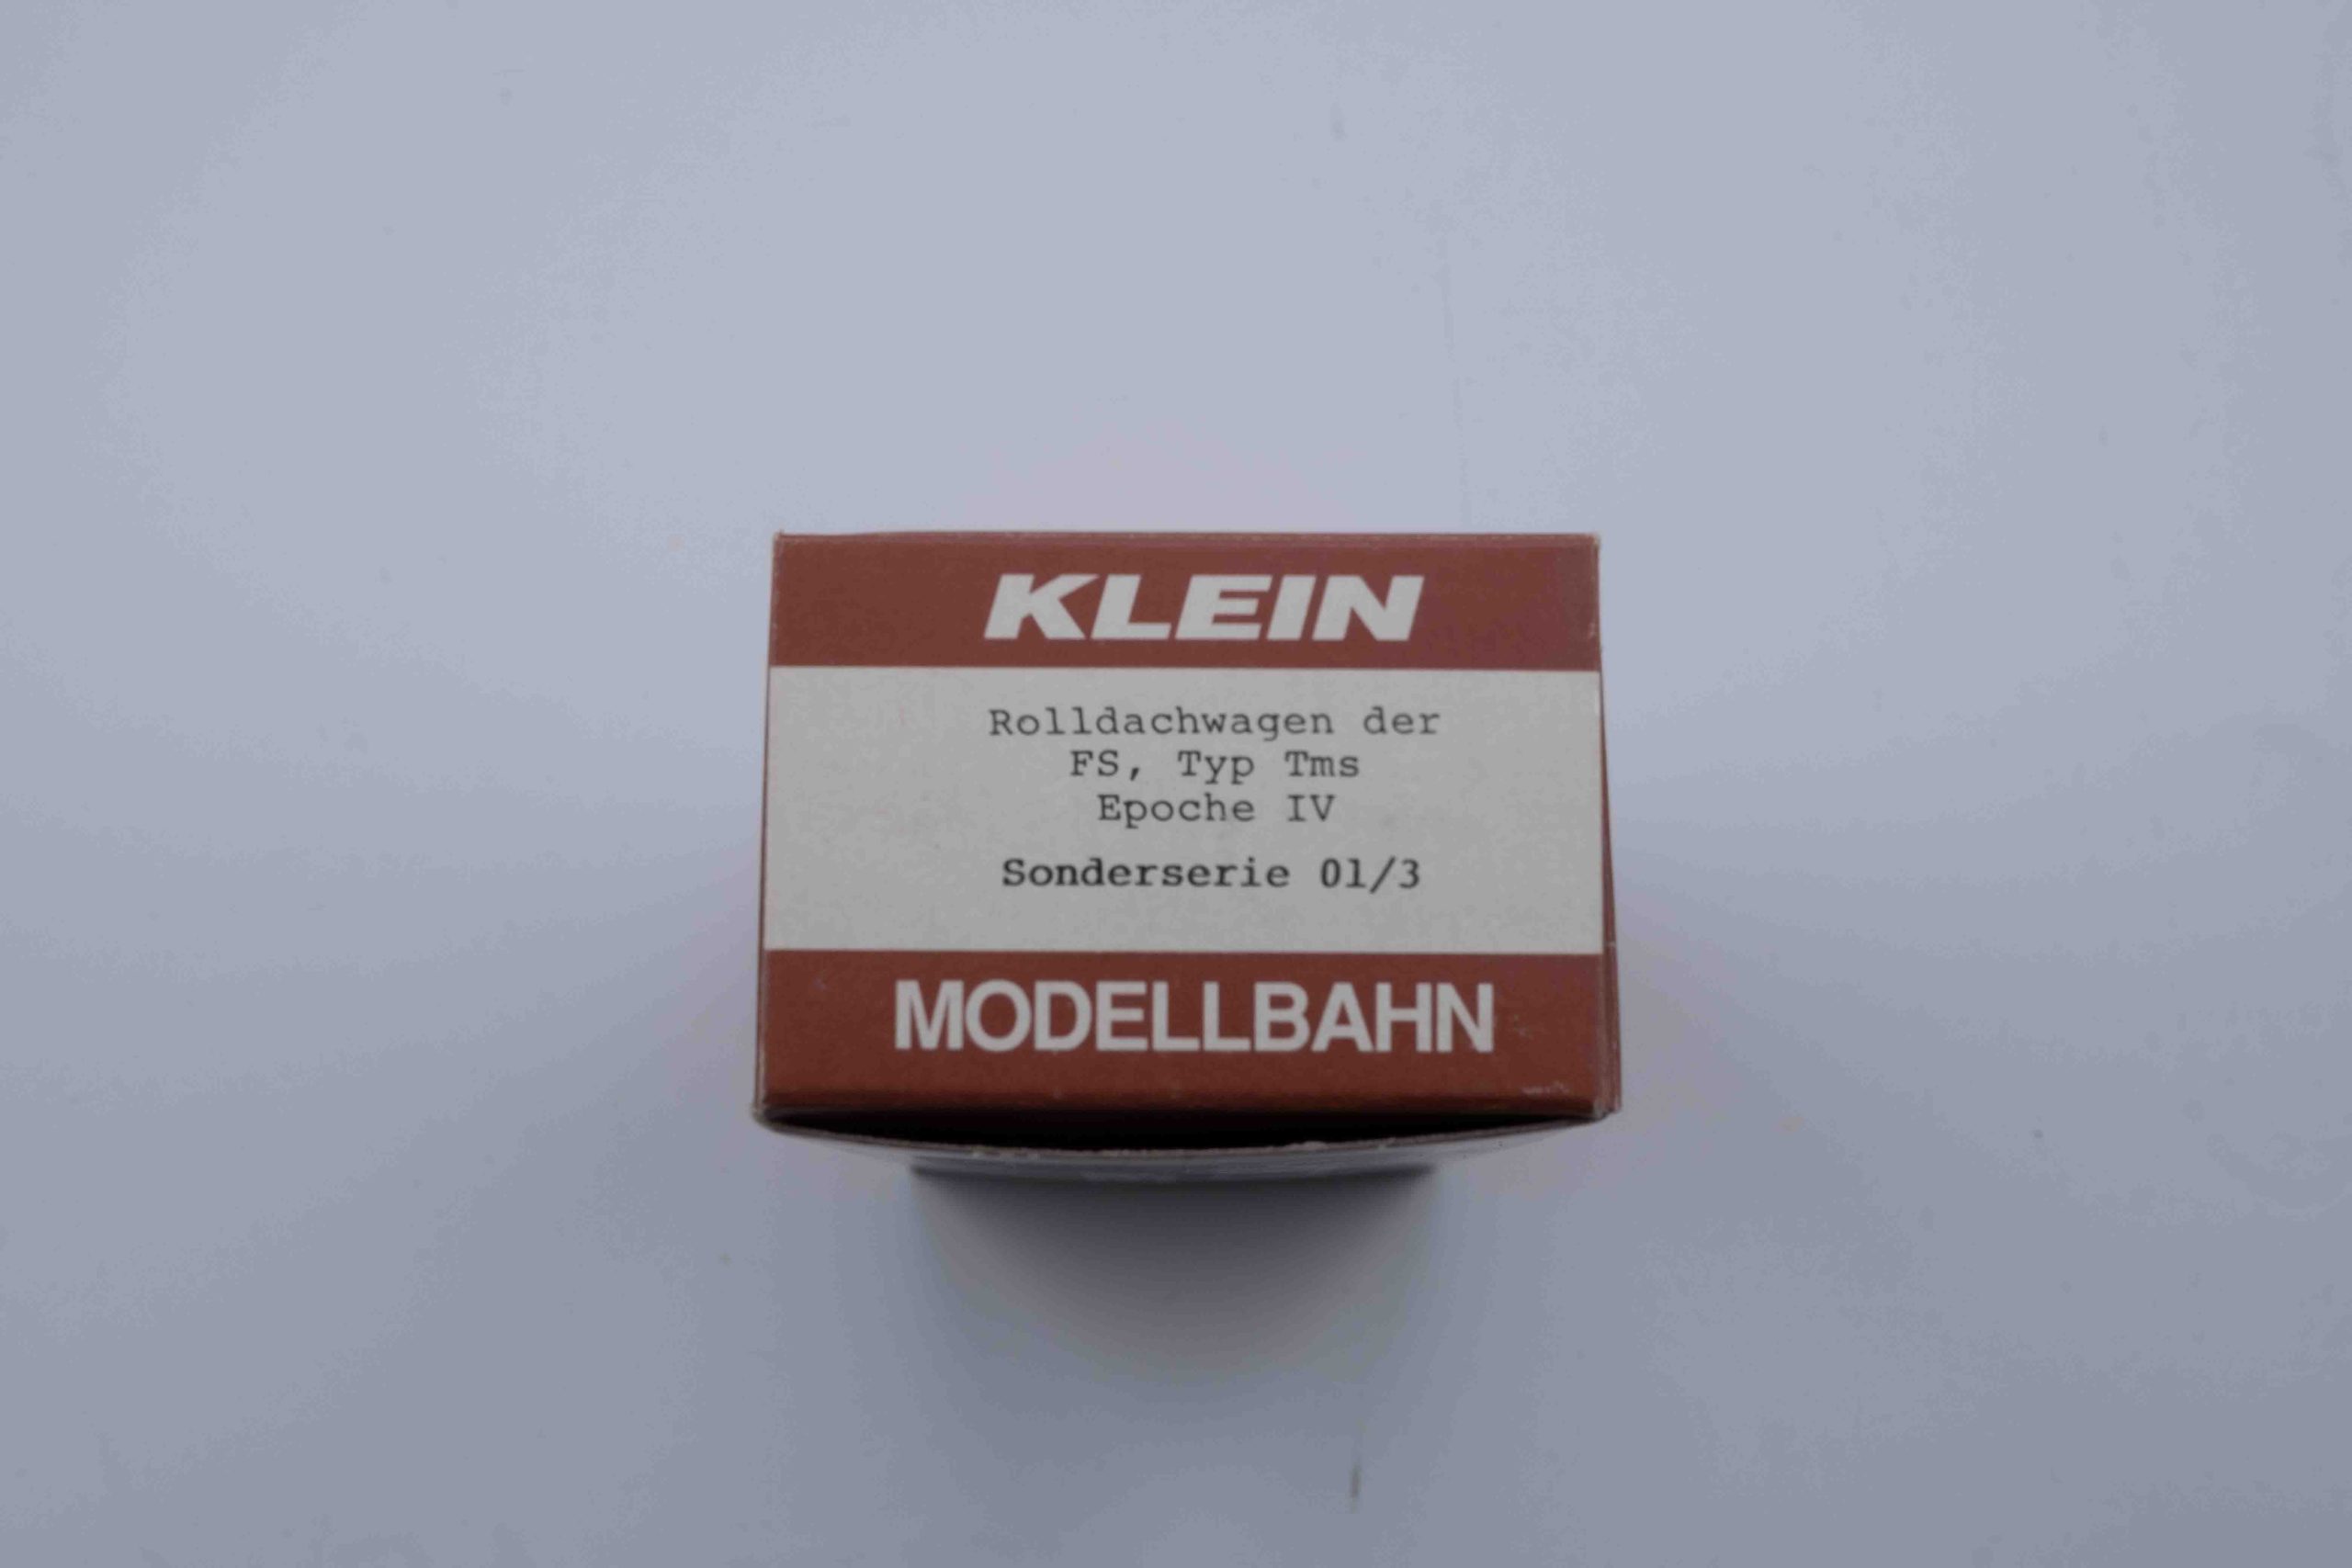 KLEIN
Rolldachwagen der
FS, Typ Tms
Epoche IV
Sonderserie 01/3
MODELLBAHN